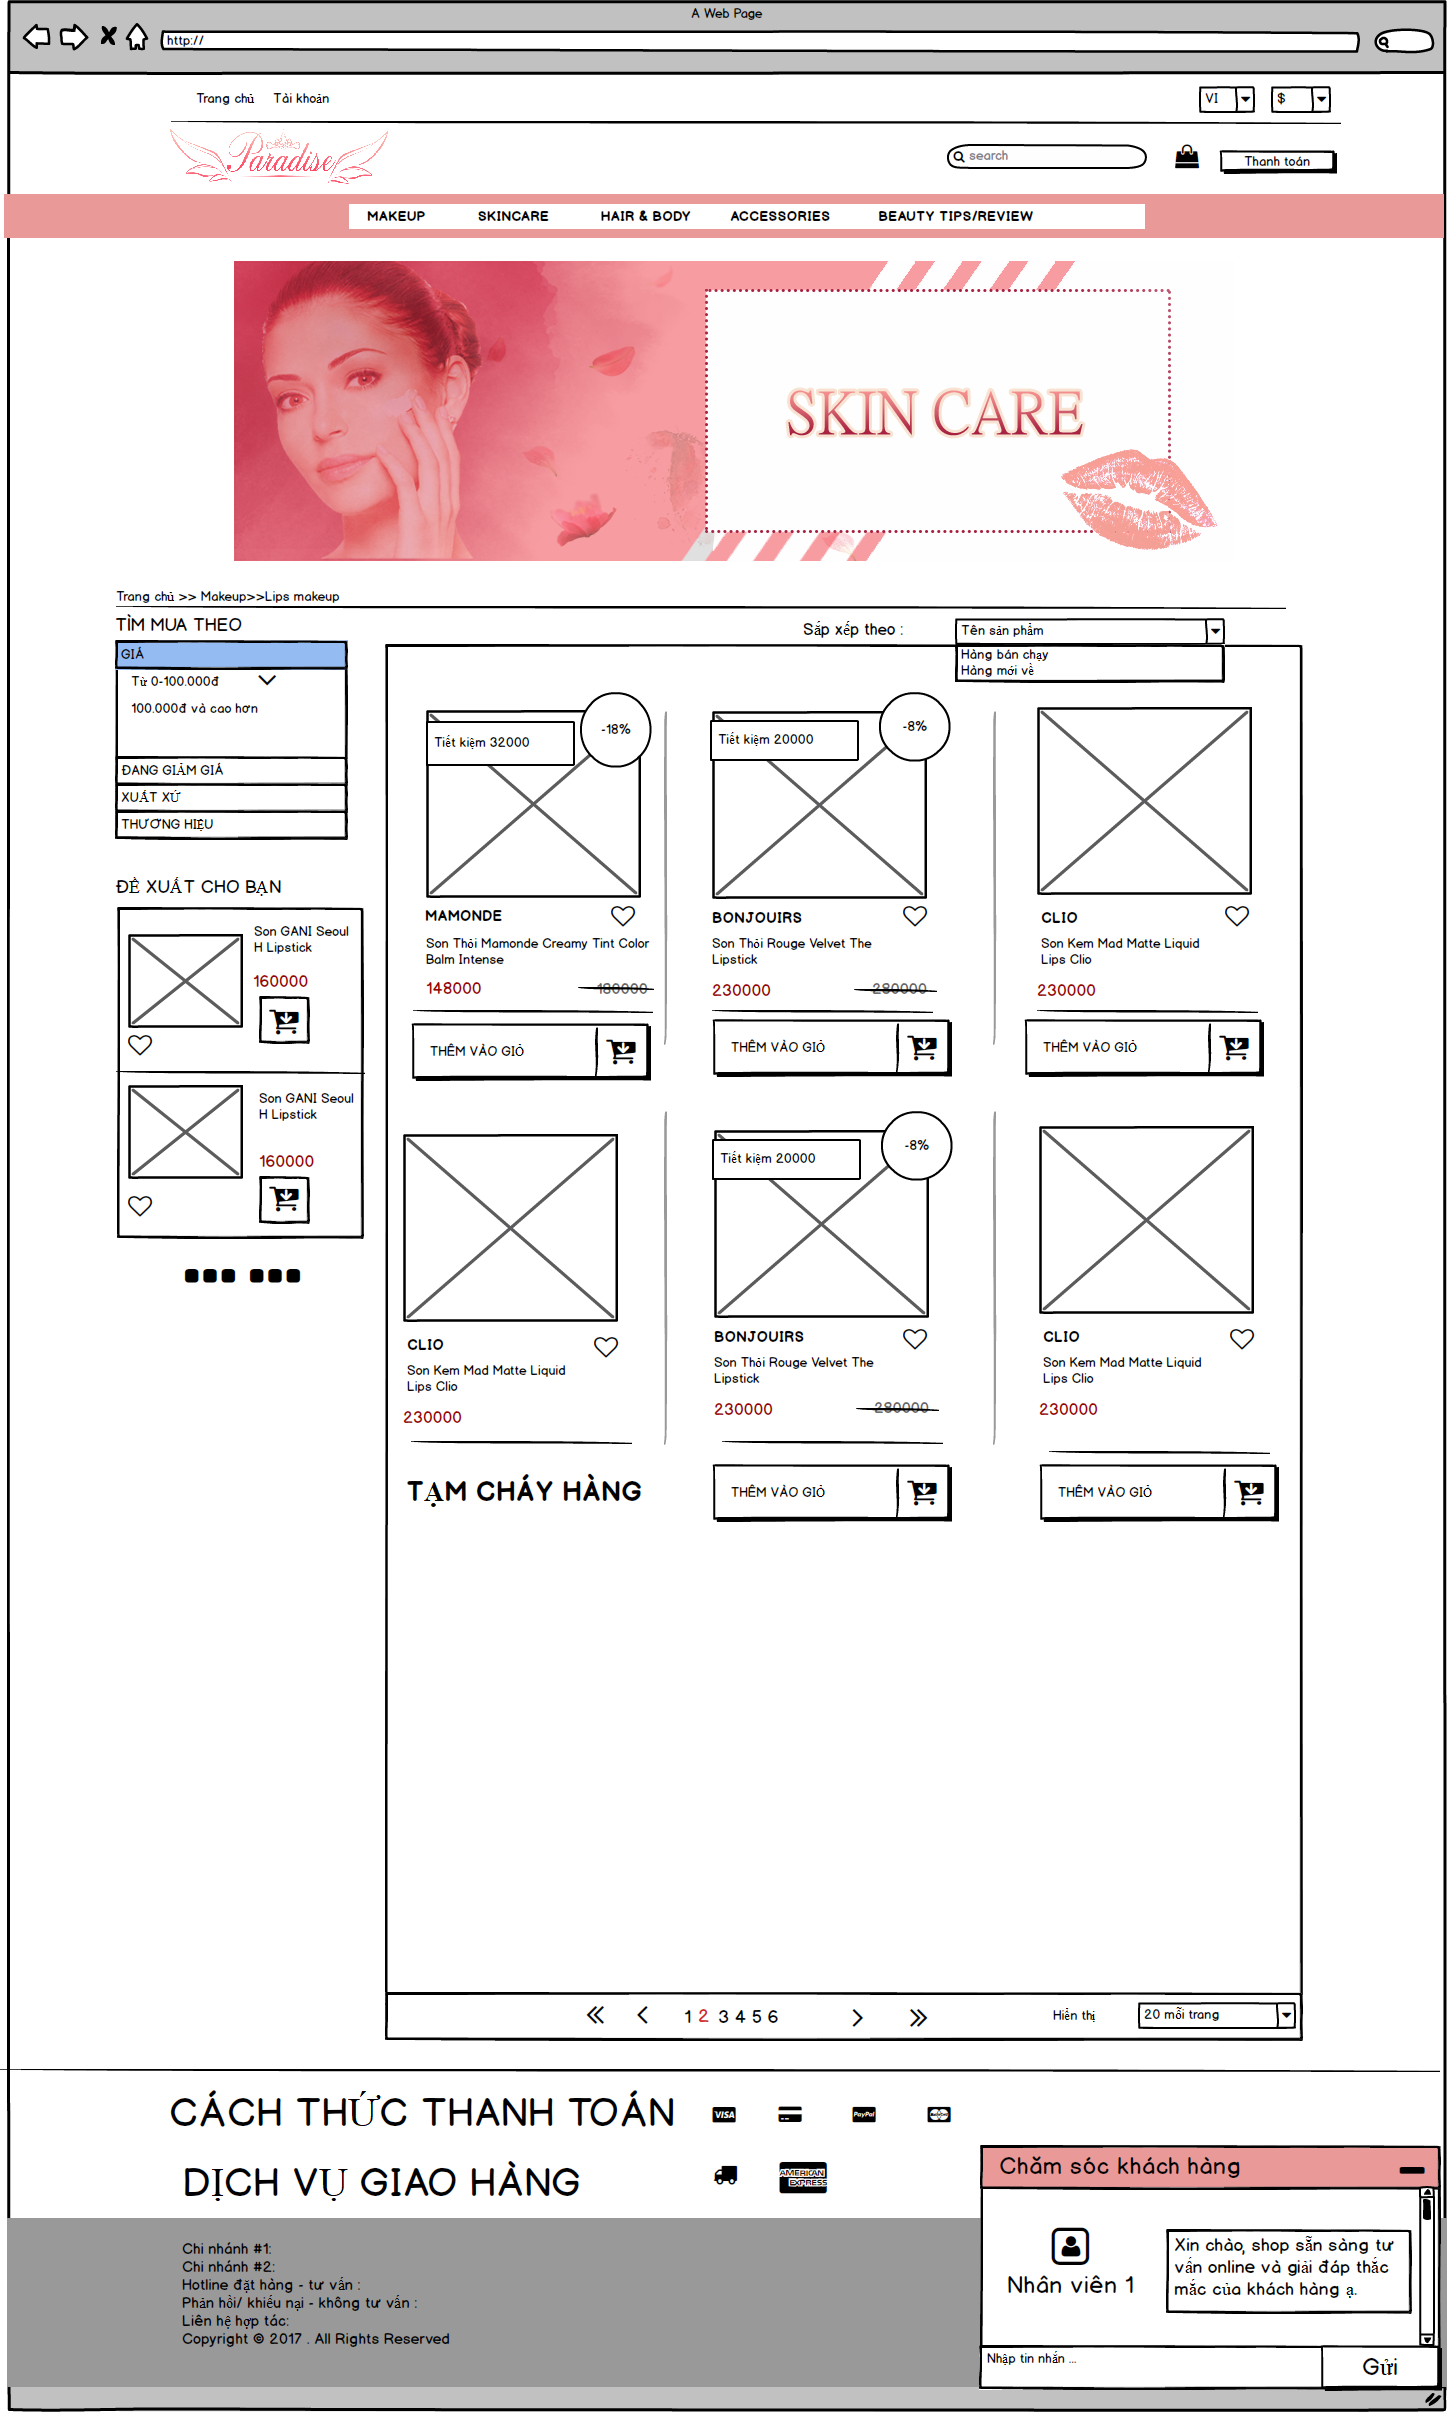 A Web Page
http://
Trang chủ Tài khoản VI $
Paradise search Thanh toán
MAKEUP SKINCARE HAIR & BODY ACCESSORIES BEAUTY TIPS/REVIEW
SKIN CARE
Trang chủ >> Makeup>>Lips makeup
TÌM MUA THEO
GIÁ
Từ 0-100.000đ
100.000đ và cao hơn
ĐANG GIẢM GIÁ
XUẤT XỨ
THƯƠNG HIỆU
ĐỀ XUẤT CHO BẠN
Son GANI Seoul
H Lipstick
160000
Son GANI Seoul
H Lipstick
160000
Sắp xếp theo : Tên sản phẩm
Hàng bán chạy
Hàng mới về
Tiết kiệm 32000 -18%
MAMONDE
Son Thỏi Mamonde Creamy Tint Color
Balm Intense
148000 180000
THÊM VÀO GIỎ
Tiết kiệm 20000 -8%
BONJOUIRS
Son Thỏi Rouge Velvet The
Lipstick
230000 280000
THÊM VÀO GIỎ
CLIO
Son Kem Mad Matte Liquid
Lips Clio
230000
THÊM VÀO GIỎ
CLIO
Son Kem Mad Matte Liquid
Lips Clio
230000
TẠM CHÁY HÀNG
Tiết kiệm 20000 -8%
BONJOUIRS
Son Thỏi Rouge Velvet The
Lipstick
230000 280000
THÊM VÀO GIỎ
CLIO
Son Kem Mad Matte Liquid
Lips Clio
230000
THÊM VÀO GIỎ
1 2 3 4 5 6 Hiển thị 20 mỗi trang
CÁCH THỨC THANH TOÁN VISA PayPal
DỊCH VỤ GIAO HÀNG AMERICAN EXPRESS
Chi nhánh #1:
Chi nhánh #2:
Hotline đặt hàng - tư vấn :
Phản hồi/ khiếu nại - không tư vấn :
Liên hệ hợp tác:
Copyright © 2017 . All Rights Reserved
Chăm sóc khách hàng
Nhân viên 1
Xin chào, shop sẵn sàng tư
vấn online và giải đáp thắc
mắc của khách hàng ạ.
Nhập tin nhắn ... Gửi